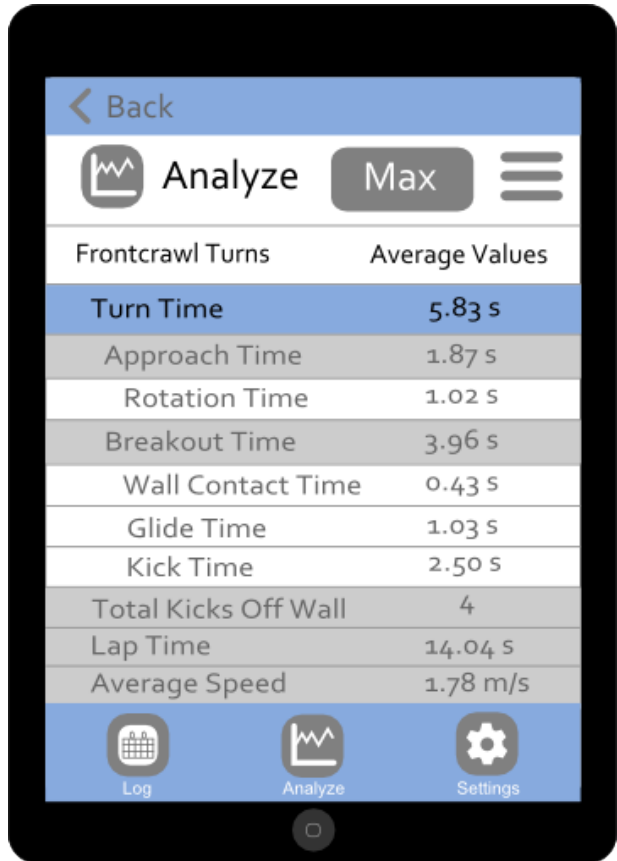 Back
Analyze Max
Frontcrawl Turns Average Values
Turn Time 5.83 s
Approach Time 1.87 s
Rotation Time 1.02 s
Breakout Time 3.96 s
Wall Contact Time 0.43 s
Glide Time 1.03 s
Kick Time 2.50 s
Total Kicks Off Wall 4
Lap Time 14.04 s
Average Speed 1.78 m/s
Log Analyze Settings